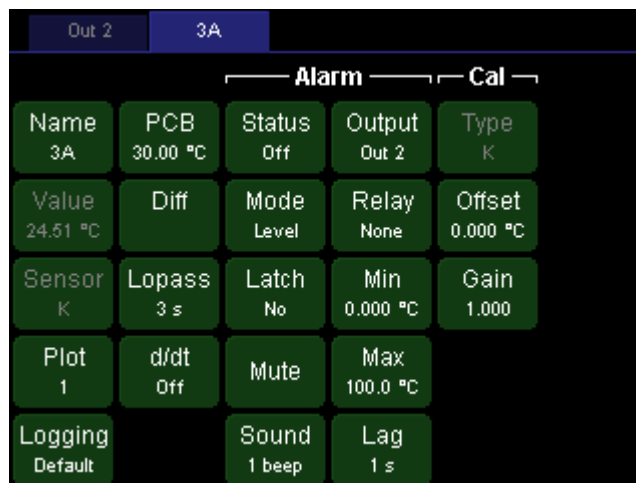 Out 2 3A
Alarm Cal
Name PCB Status Output Type
3A 30.00 °C Off Out 2 K
Value Diff Mode Relay Offset
24.51 °C Level None 0.000 °C
Sensor Lopass Latch Min Gain
K 3 s No 0.000 °C 1.000
Plot d/dt Mute Max
1 Off 100.0 °C
Logging Sound Lag
Default 1 beep 1 s